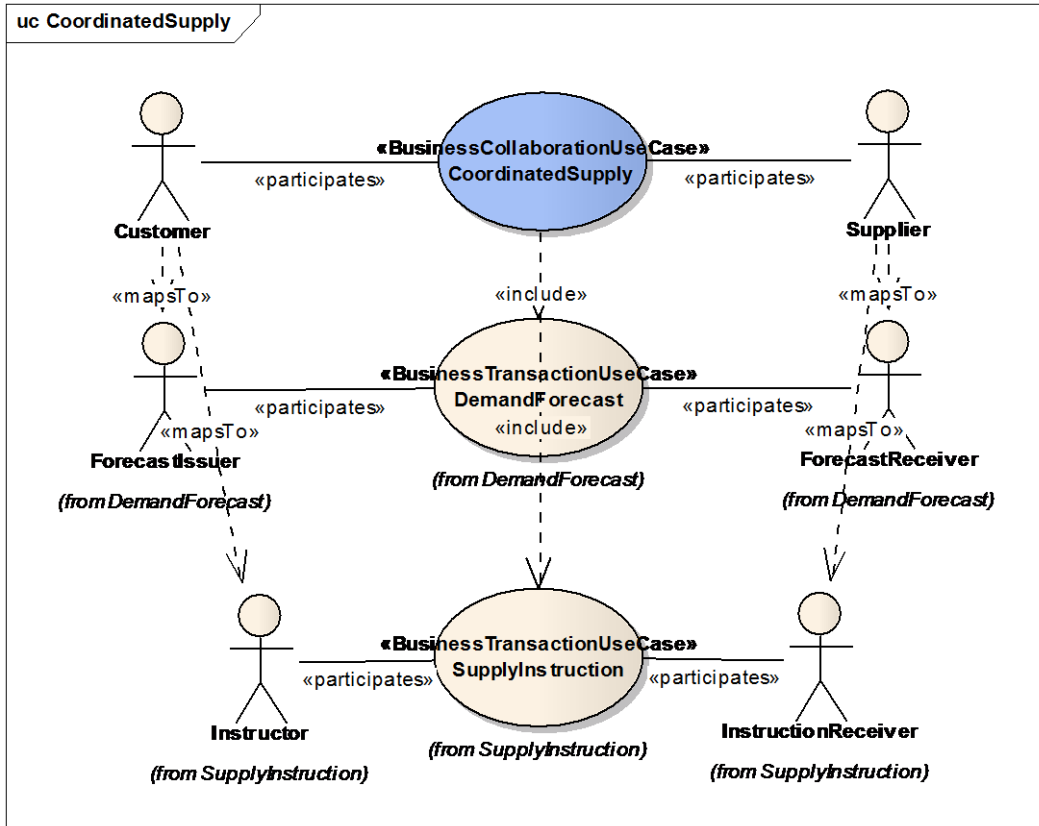 uc CoordinatedSupply
«BusinessCollaborationUseCase»
CoordinatedSupply
«participates»
«participates»
Customer
Supplier
«mapsTo»
«include»
«mapsTo»
«BusinessTransactionUseCase»
DemandForecast
«participates»
«participates»
«mapsTo»
«include»
«mapsTo»
ForecastIssuer
ForecastReceiver
(from DemandForecast)
(from DemandForecast)
(from DemandForecast)
«BusinessTransactionUseCase»
SupplyInstruction
«participates»
«participates»
Instructor
InstructionReceiver
(from SupplyInstruction)
(from SupplyInstruction)
(from SupplyInstruction)